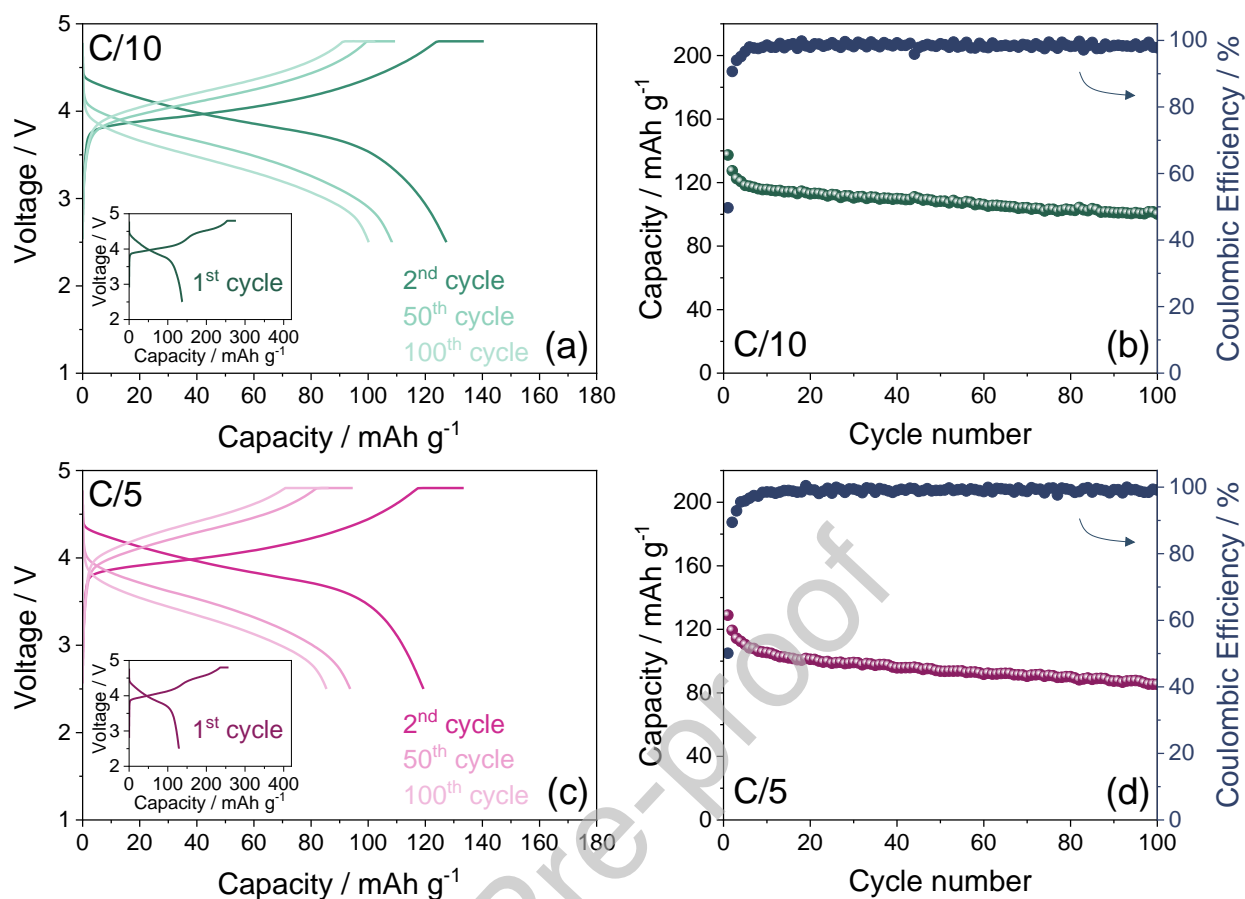 C/10
Voltage / V
5
4
3
2
1
0 20 40 60 80 100 120 140 160 180
Capacity / mAh g⁻¹
2nd cycle
50th cycle
100th cycle
(a)
Voltage / V
5
4
3
2
0 100 200 300 400
Capacity / mAh g⁻¹
1st cycle
Capacity / mAh g⁻¹
200
160
120
80
40
0
0 20 40 60 80 100
Cycle number
100
80
60
40
20
0
Coulombic Efficiency / %
C/10
(b)
C/5
Voltage / V
5
4
3
2
1
0 20 40 60 80 100 120 140 160 180
Capacity / mAh g⁻¹
2nd cycle
50th cycle
100th cycle
(c)
Voltage / V
5
4
3
2
0 100 200 300 400
Capacity / mAh g⁻¹
1st cycle
Capacity / mAh g⁻¹
200
160
120
80
40
0
0 20 40 60 80 100
Cycle number
100
80
60
40
20
0
Coulombic Efficiency / %
C/5
(d)
Pre-proof